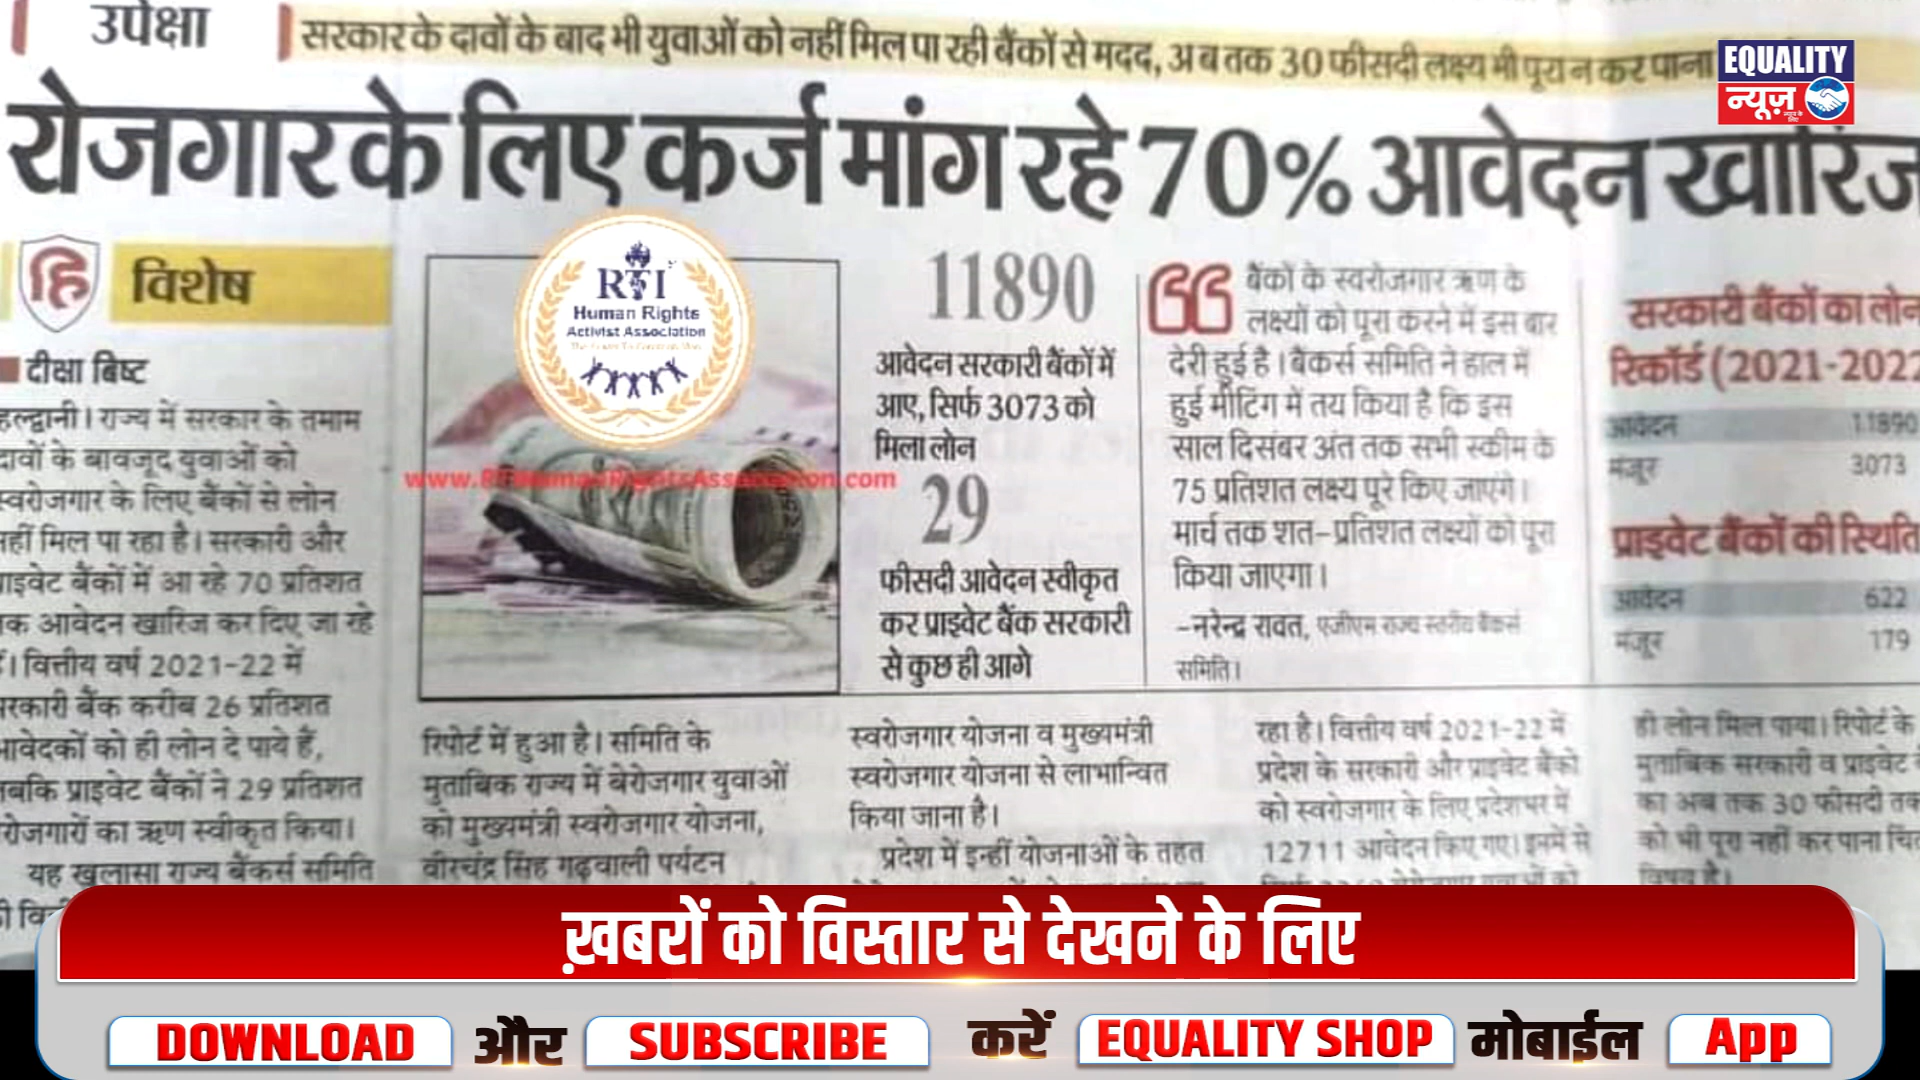 उपेक्षा
सरकार के दावों के बाद भी युवाओं को नहीं मिल पा रही बैंकों से मदद, अब तक 30 फीसदी लक्ष्य भी पूरा न कर पाना
EQUALITY
न्यूज़
रोजगार के लिए कर्ज मांग रहे 70% आवेदन खारिज
हि विशेष
दीक्षा बिष्ट
हल्द्वानी। राज्य में सरकार के तमाम
दावों के बावजूद युवाओं को
स्वरोजगार के लिए बैंकों से लोन
नहीं मिल पा रहा है। सरकारी और
प्राइवेट बैंकों में आ रहे 70 प्रतिशत
तक आवेदन खारिज कर दिए जा रहे
हैं। वित्तीय वर्ष 2021-22 में
सरकारी बैंक करीब 26 प्रतिशत
आवेदकों को ही लोन दे पाये हैं,
जबकि प्राइवेट बैंकों ने 29 प्रतिशत
रोजगारों का ऋण स्वीकृत किया।
यह खुलासा राज्य बैंकर्स समिति
RTI
Human Rights
Activist Association
www.RTIHumanRightsAssociation.com
11890
आवेदन सरकारी बैंकों में
आए, सिर्फ 3073 को
मिला लोन
29
फीसदी आवेदन स्वीकृत
कर प्राइवेट बैंक सरकारी
से कुछ ही आगे
बैंकों के स्वरोजगार ऋण के
लक्ष्यों को पूरा करने में इस बार
देरी हुई है। बैंकर्स समिति ने हाल में
हुई मीटिंग में तय किया है कि इस
साल दिसंबर अंत तक सभी स्कीम के
75 प्रतिशत लक्ष्य पूरे किए जाएंगे।
मार्च तक शत-प्रतिशत लक्ष्यों को पूरा
किया जाएगा।
-नरेन्द्र रावत, एजीएम राज्य स्तरीय बैंकर्स
समिति।
सरकारी बैंकों का लोन
रिकॉर्ड (2021-2022
आवेदन 11890
मंजूर 3073
प्राइवेट बैंकों की स्थिति
आवेदन 622
मंजूर 179
रिपोर्ट में हुआ है। समिति के
मुताबिक राज्य में बेरोजगार युवाओं
को मुख्यमंत्री स्वरोजगार योजना,
वीरचंद्र सिंह गढ़वाली पर्यटन
स्वरोजगार योजना व मुख्यमंत्री
स्वरोजगार योजना से लाभान्वित
किया जाना है।
प्रदेश में इन्हीं योजनाओं के तहत
रहा है। वित्तीय वर्ष 2021-22 में
प्रदेश के सरकारी और प्राइवेट बैंकों
को स्वरोजगार के लिए प्रदेशभर में
12711 आवेदन किए गए। इनमें से
ही लोन मिल पाया। रिपोर्ट के
मुताबिक सरकारी व प्राइवेट
का अब तक 30 फीसदी तक
को भी पूरा नहीं कर पाना
विषय है।
ख़बरों को विस्तार से देखने के लिए
DOWNLOAD और SUBSCRIBE करें EQUALITY SHOP मोबाईल App